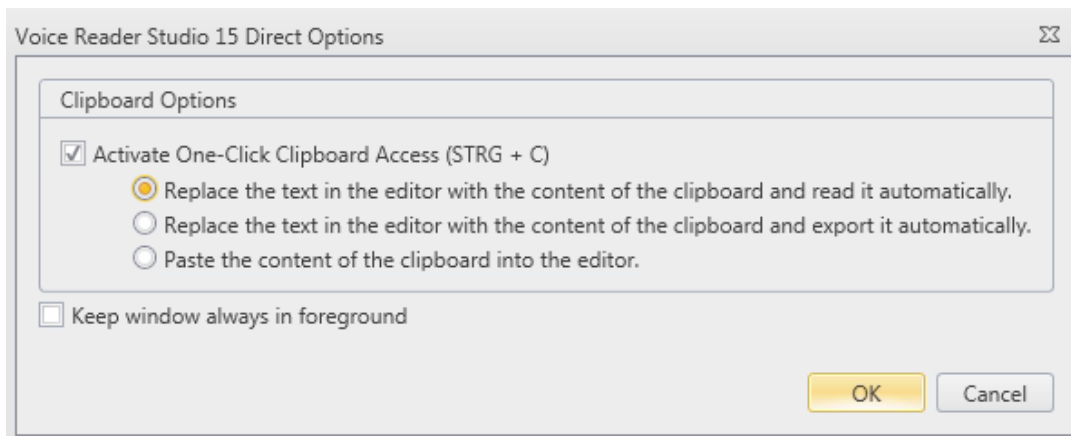 Voice Reader Studio 15 Direct Options
Clipboard Options
Activate One-Click Clipboard Access (STRG + C)
Replace the text in the editor with the content of the clipboard and read it automatically.
Replace the text in the editor with the content of the clipboard and export it automatically.
Paste the content of the clipboard into the editor.
Keep window always in foreground
OK Cancel